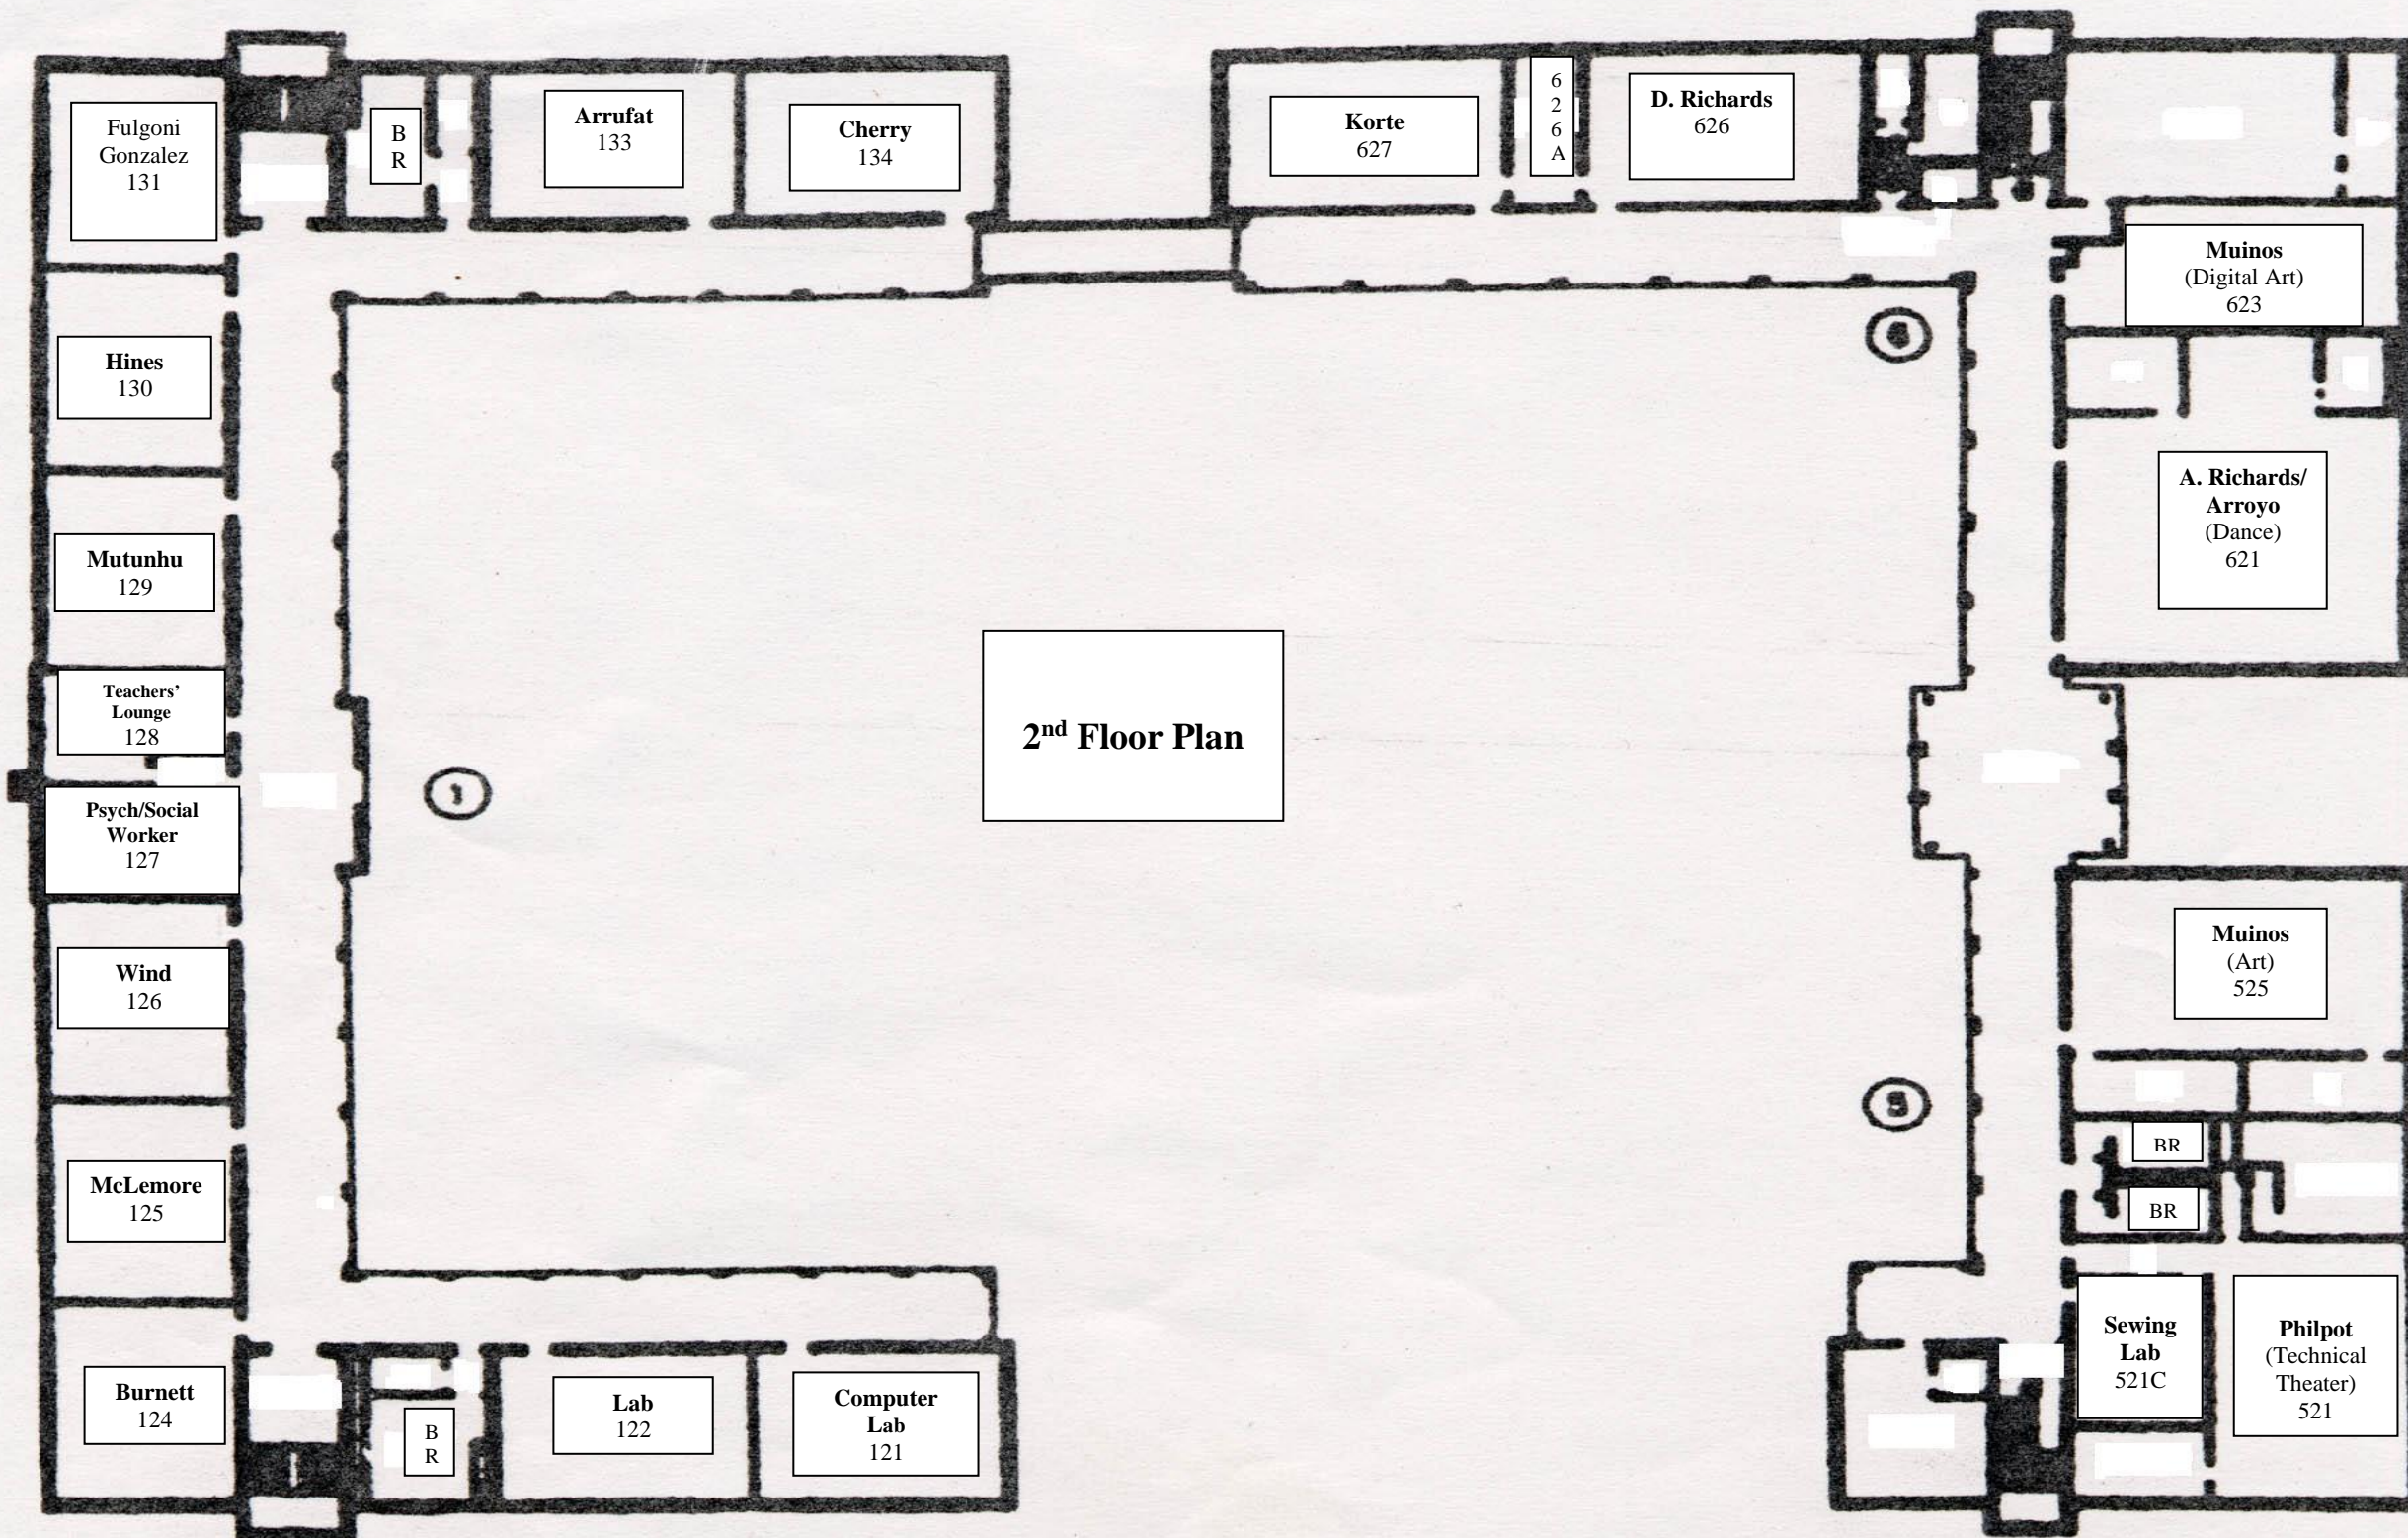 Fulgoni
Gonzalez
131
B
R
Arrufat
133
Cherry
134
Korte
627
6
2
6
A
D. Richards
626
Muinos
(Digital Art)
623
Hines
130
A. Richards/
Arroyo
(Dance)
621
Mutunhu
129
Teachers'
Lounge
128
2nd Floor Plan
1
Psych/Social
Worker
127
Muinos
(Art)
525
Wind
126
BR
BR
McLemore
125
Sewing
Lab
521C
Philpot
(Technical
Theater)
521
Burnett
124
B
R
Lab
122
Computer
Lab
121